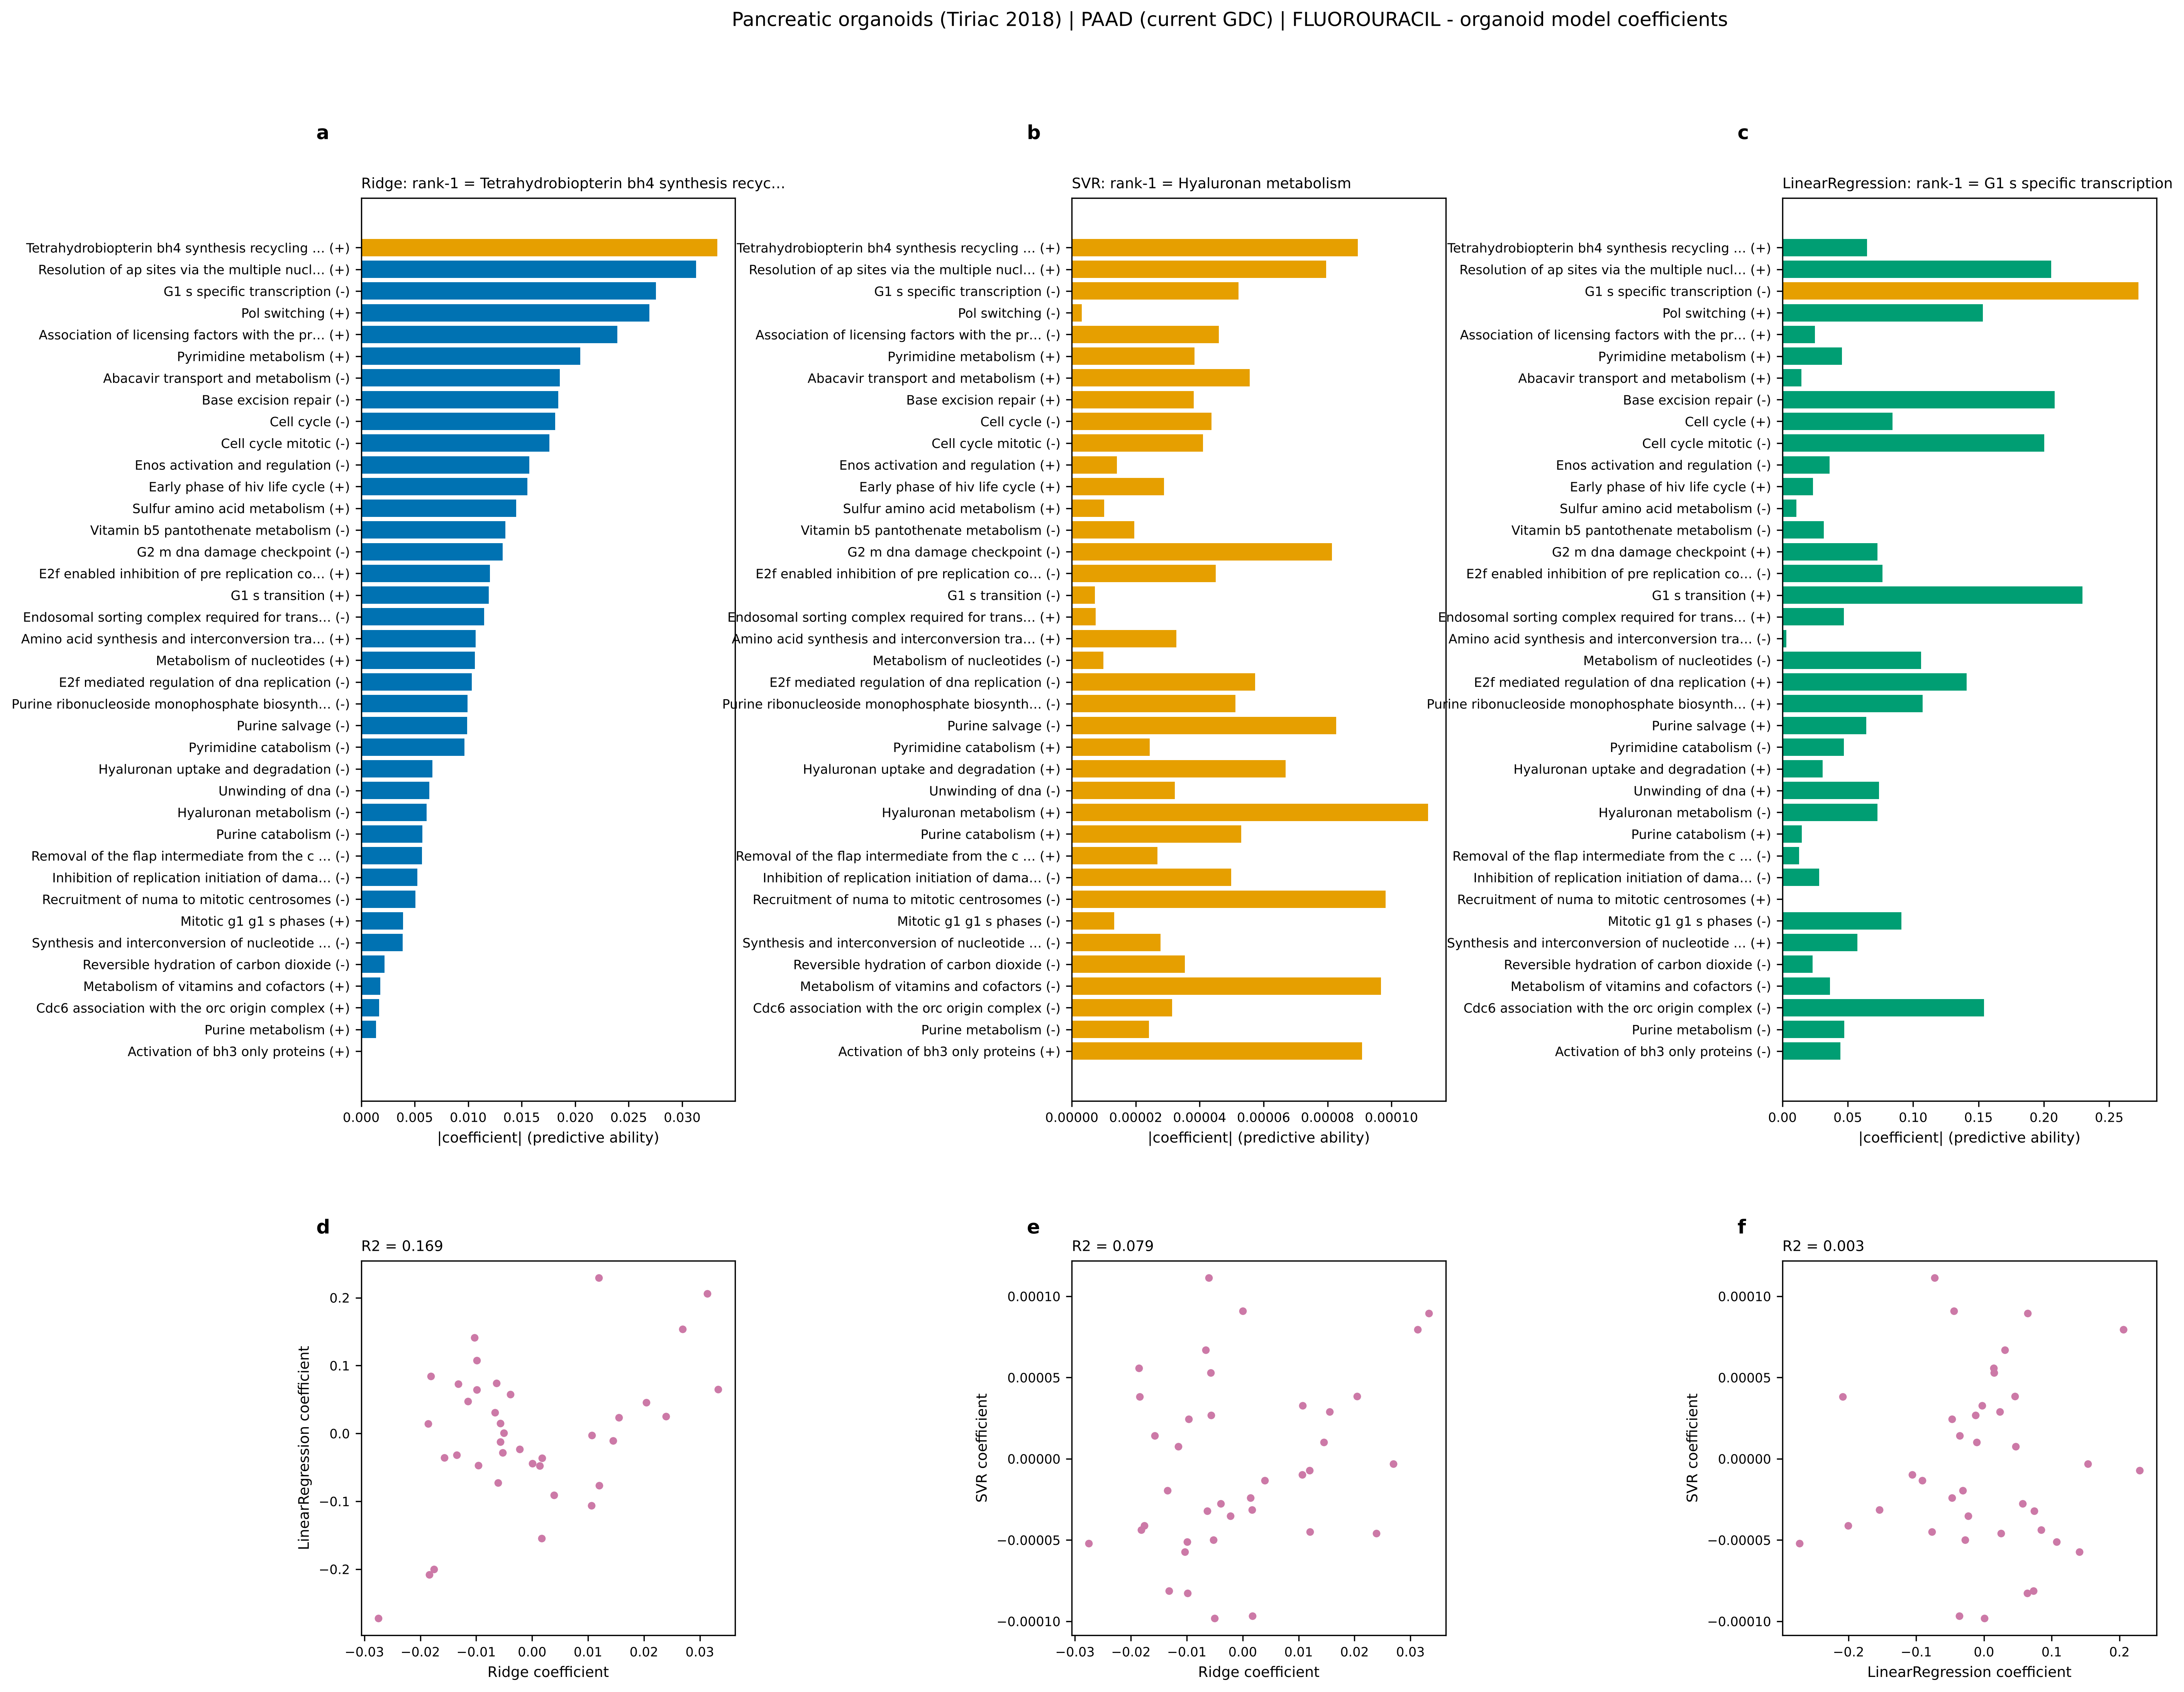 Pancreatic organoids (Tiriac 2018) | PAAD (current GDC) | FLUOROURACIL - organoid model coefficients
a
Ridge: rank-1 = Tetrahydrobiopterin bh4 synthesis recyc…
Tetrahydrobiopterin bh4 synthesis recycling … (+)
Resolution of ap sites via the multiple nucl… (+)
G1 s specific transcription (-)
Pol switching (+)
Association of licensing factors with the pr… (+)
Pyrimidine metabolism (+)
Abacavir transport and metabolism (-)
Base excision repair (-)
Cell cycle (-)
Cell cycle mitotic (-)
Enos activation and regulation (-)
Early phase of hiv life cycle (+)
Sulfur amino acid metabolism (+)
Vitamin b5 pantothenate metabolism (-)
G2 m dna damage checkpoint (-)
E2f enabled inhibition of pre replication co… (+)
G1 s transition (+)
Endosomal sorting complex required for trans… (-)
Amino acid synthesis and interconversion tra… (+)
Metabolism of nucleotides (+)
E2f mediated regulation of dna replication (-)
Purine ribonucleoside monophosphate biosynth… (-)
Purine salvage (-)
Pyrimidine catabolism (-)
Hyaluronan uptake and degradation (-)
Unwinding of dna (-)
Hyaluronan metabolism (-)
Purine catabolism (-)
Removal of the flap intermediate from the c … (-)
Inhibition of replication initiation of dama… (-)
Recruitment of numa to mitotic centrosomes (-)
Mitotic g1 g1 s phases (+)
Synthesis and interconversion of nucleotide … (-)
Reversible hydration of carbon dioxide (-)
Metabolism of vitamins and cofactors (+)
Cdc6 association with the orc origin complex (+)
Purine metabolism (+)
Activation of bh3 only proteins (+)
0.000 0.005 0.010 0.015 0.020 0.025 0.030
|coefficient| (predictive ability)
b
SVR: rank-1 = Hyaluronan metabolism
Tetrahydrobiopterin bh4 synthesis recycling … (+)
Resolution of ap sites via the multiple nucl… (+)
G1 s specific transcription (-)
Pol switching (-)
Association of licensing factors with the pr… (-)
Pyrimidine metabolism (+)
Abacavir transport and metabolism (+)
Base excision repair (+)
Cell cycle (-)
Cell cycle mitotic (-)
Enos activation and regulation (+)
Early phase of hiv life cycle (+)
Sulfur amino acid metabolism (+)
Vitamin b5 pantothenate metabolism (-)
G2 m dna damage checkpoint (-)
E2f enabled inhibition of pre replication co… (-)
G1 s transition (-)
Endosomal sorting complex required for trans… (+)
Amino acid synthesis and interconversion tra… (+)
Metabolism of nucleotides (-)
E2f mediated regulation of dna replication (-)
Purine ribonucleoside monophosphate biosynth… (-)
Purine salvage (-)
Pyrimidine catabolism (+)
Hyaluronan uptake and degradation (+)
Unwinding of dna (-)
Hyaluronan metabolism (+)
Purine catabolism (+)
Removal of the flap intermediate from the c … (+)
Inhibition of replication initiation of dama… (-)
Recruitment of numa to mitotic centrosomes (-)
Mitotic g1 g1 s phases (-)
Synthesis and interconversion of nucleotide … (-)
Reversible hydration of carbon dioxide (-)
Metabolism of vitamins and cofactors (-)
Cdc6 association with the orc origin complex (-)
Purine metabolism (-)
Activation of bh3 only proteins (+)
0.00000 0.00002 0.00004 0.00006 0.00008 0.00010
|coefficient| (predictive ability)
c
LinearRegression: rank-1 = G1 s specific transcription
Tetrahydrobiopterin bh4 synthesis recycling … (+)
Resolution of ap sites via the multiple nucl… (+)
G1 s specific transcription (-)
Pol switching (+)
Association of licensing factors with the pr… (+)
Pyrimidine metabolism (+)
Abacavir transport and metabolism (+)
Base excision repair (-)
Cell cycle (+)
Cell cycle mitotic (-)
Enos activation and regulation (-)
Early phase of hiv life cycle (+)
Sulfur amino acid metabolism (-)
Vitamin b5 pantothenate metabolism (-)
G2 m dna damage checkpoint (+)
E2f enabled inhibition of pre replication co… (-)
G1 s transition (+)
Endosomal sorting complex required for trans… (+)
Amino acid synthesis and interconversion tra… (-)
Metabolism of nucleotides (-)
E2f mediated regulation of dna replication (+)
Purine ribonucleoside monophosphate biosynth… (+)
Purine salvage (+)
Pyrimidine catabolism (-)
Hyaluronan uptake and degradation (+)
Unwinding of dna (+)
Hyaluronan metabolism (-)
Purine catabolism (+)
Removal of the flap intermediate from the c … (-)
Inhibition of replication initiation of dama… (-)
Recruitment of numa to mitotic centrosomes (+)
Mitotic g1 g1 s phases (-)
Synthesis and interconversion of nucleotide … (+)
Reversible hydration of carbon dioxide (-)
Metabolism of vitamins and cofactors (-)
Cdc6 association with the orc origin complex (-)
Purine metabolism (-)
Activation of bh3 only proteins (-)
0.00 0.05 0.10 0.15 0.20 0.25
|coefficient| (predictive ability)
d
R2 = 0.169
LinearRegression coefficient
0.2
0.1
0.0
−0.1
−0.2
−0.03 −0.02 −0.01 0.00 0.01 0.02 0.03
Ridge coefficient
e
R2 = 0.079
SVR coefficient
0.00010
0.00005
0.00000
−0.00005
−0.00010
−0.03 −0.02 −0.01 0.00 0.01 0.02 0.03
Ridge coefficient
f
R2 = 0.003
SVR coefficient
0.00010
0.00005
0.00000
−0.00005
−0.00010
−0.2 −0.1 0.0 0.1 0.2
LinearRegression coefficient